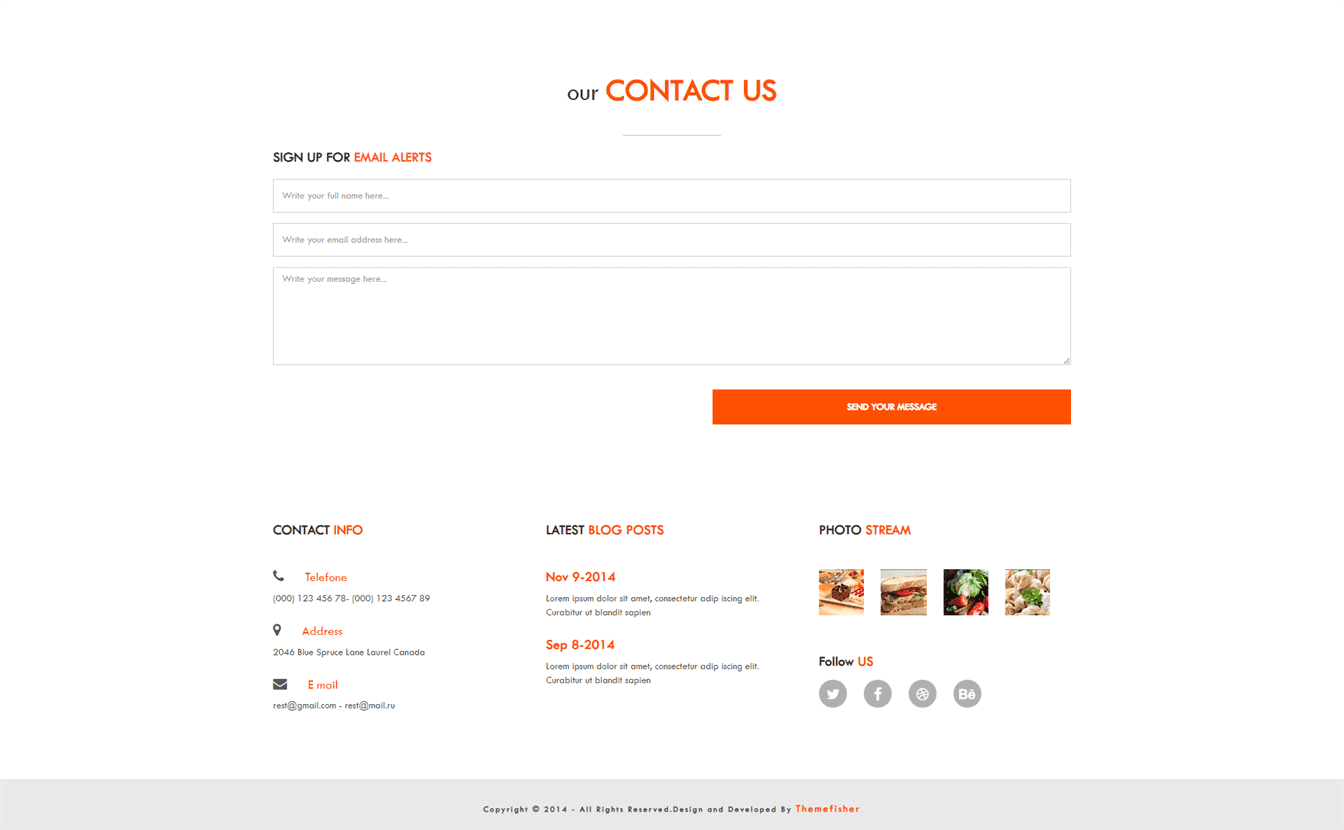 our CONTACT US
SIGN UP FOR EMAIL ALERTS
Write your full name here...
Write your email address here...
Write your message here...
SEND YOUR MESSAGE
CONTACT INFO
Telefone
(000) 123 456 78- (000) 123 4567 89
Address
2046 Blue Spruce Lane Laurel Canada
E mail
rest@gmail.com - rest@mail.ru
LATEST BLOG POSTS
Nov 9-2014
Lorem ipsum dolor sit amet, consectetur adip iscing elit.
Curabitur ut blandit sapien
Sep 8-2014
Lorem ipsum dolor sit amet, consectetur adip iscing elit.
Curabitur ut blandit sapien
PHOTO STREAM
Follow US
Copyright © 2014 - All Rights Reserved.Design and Developed By Themefisher